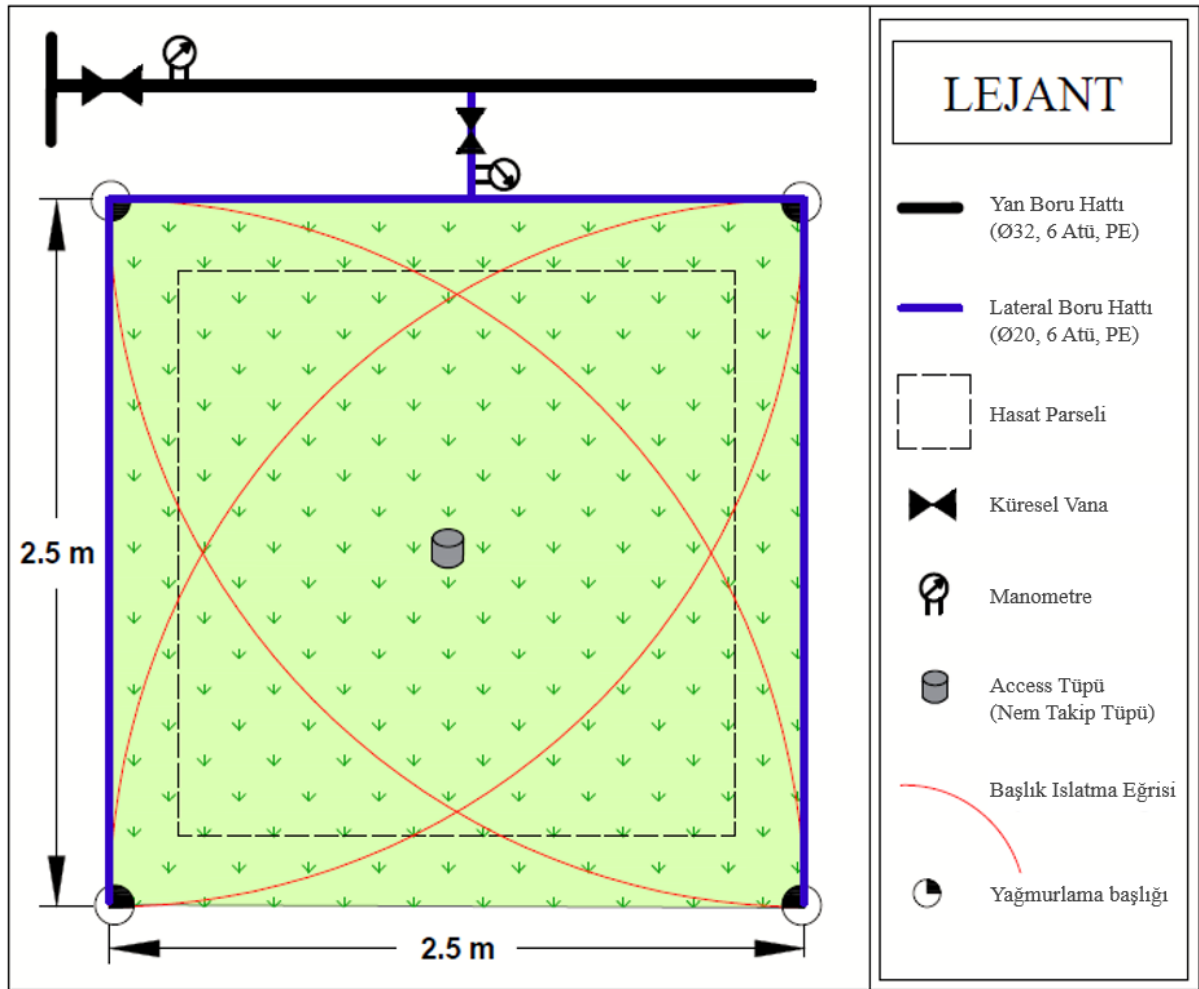 LEJANT
Yan Boru Hattı
(Ø32, 6 Atü, PE)
Lateral Boru Hattı
(Ø20, 6 Atü, PE)
Hasat Parseli
Küresel Vana
Manometre
Access Tüpü
(Nem Takip Tüpü)
Başlık Islatma Eğrisi
Yağmurlama başlığı
2.5 m
2.5 m